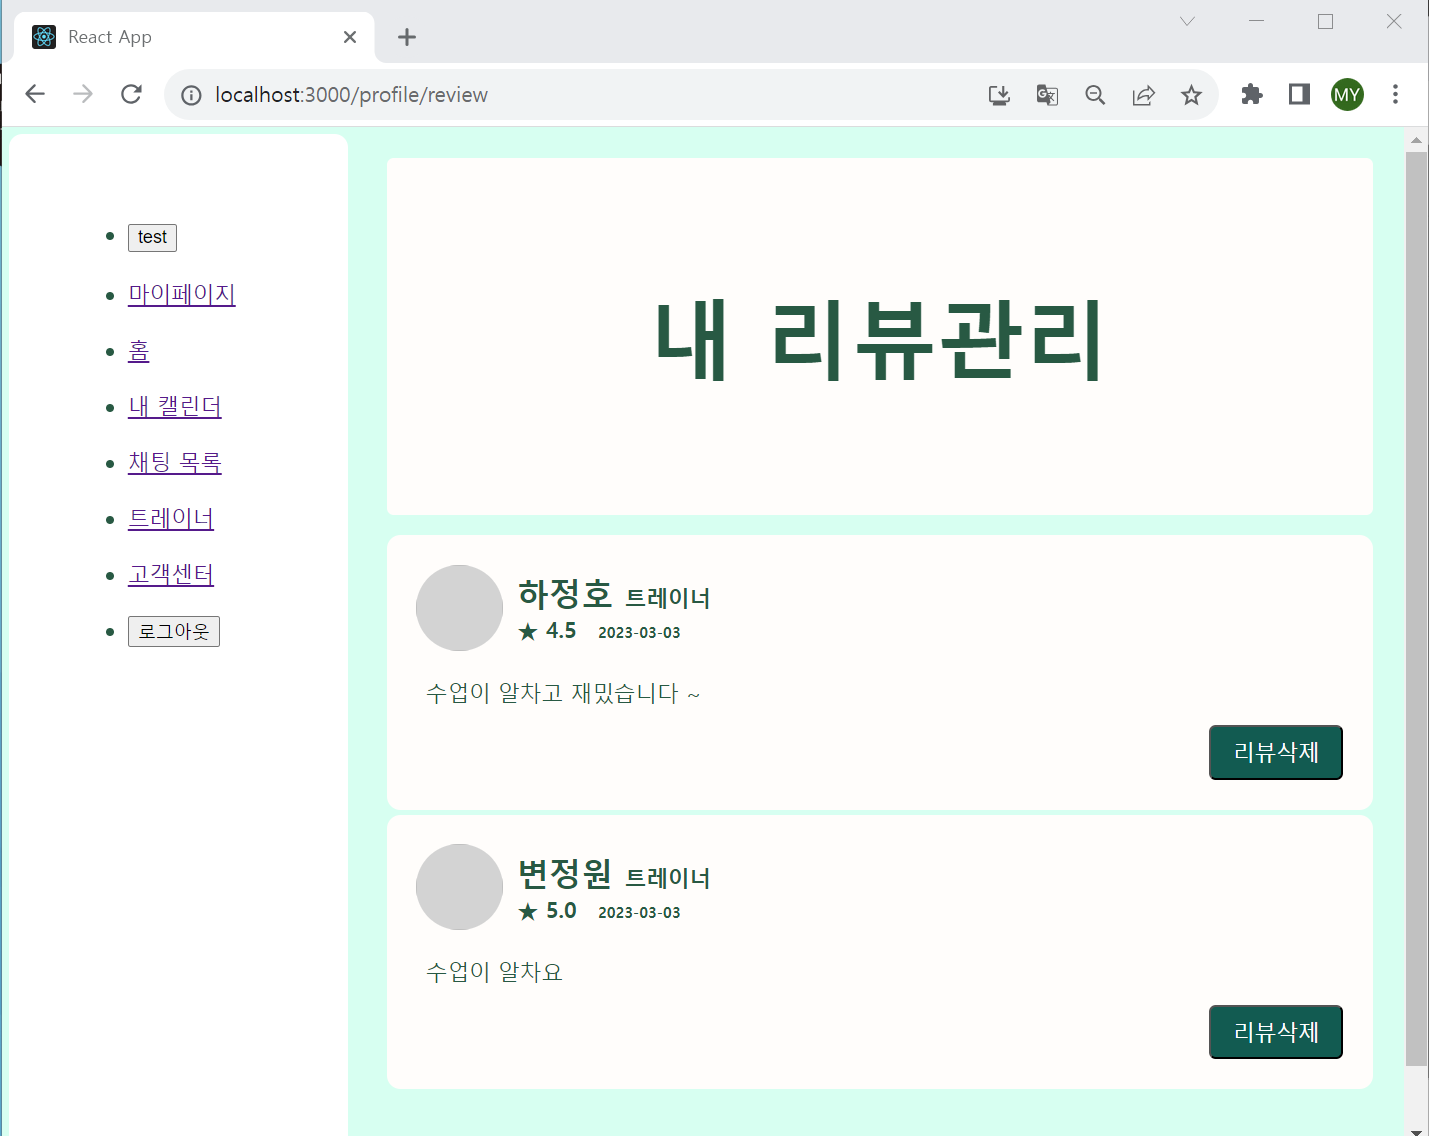 React App
localhost:3000/profile/review
MY
test
마이페이지
홈
내 캘린더
채팅 목록
트레이너
고객센터
로그아웃
내 리뷰관리
하정호 트레이너
★ 4.5 2023-03-03
수업이 알차고 재밌습니다 ~
리뷰삭제
변정원 트레이너
★ 5.0 2023-03-03
수업이 알차요
리뷰삭제